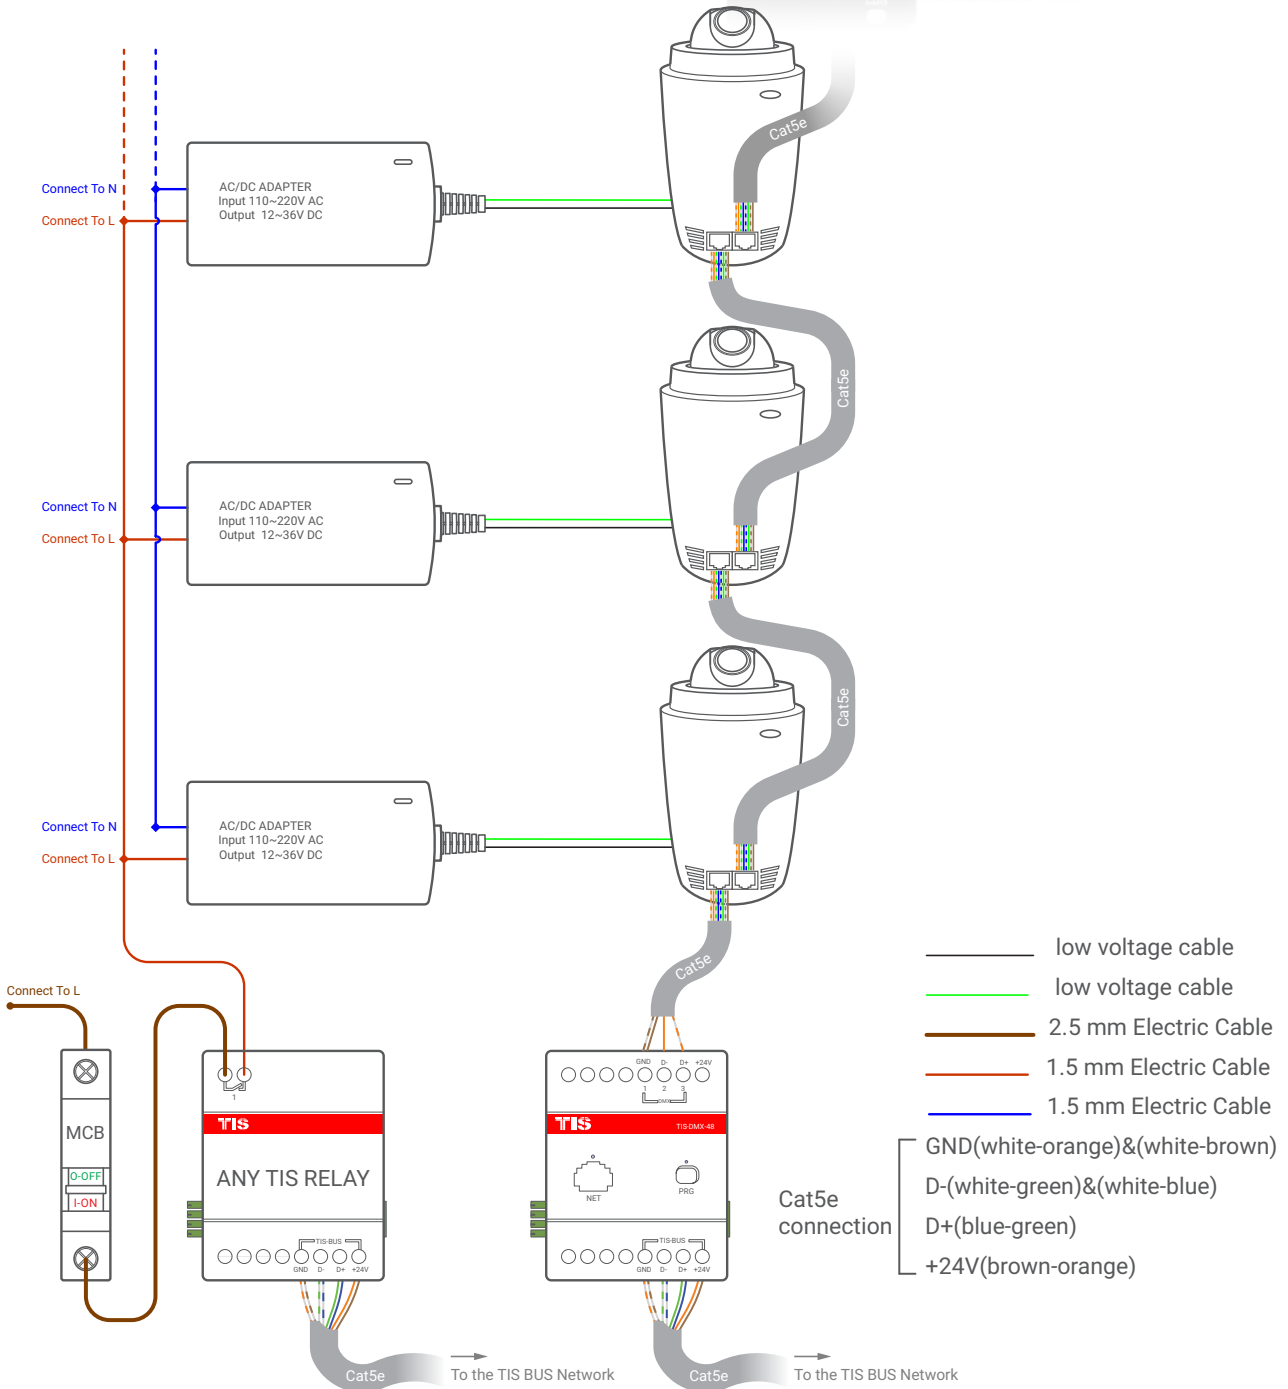 Cat5e
Connect To N
Connect To L
AC/DC ADAPTER
Input 110~220V AC
Output 12~36V DC
Cat5e
Connect To N
Connect To L
AC/DC ADAPTER
Input 110~220V AC
Output 12~36V DC
Cat5e
Connect To N
Connect To L
AC/DC ADAPTER
Input 110~220V AC
Output 12~36V DC
Cat5e
low voltage cable
low voltage cable
2.5 mm Electric Cable
1.5 mm Electric Cable
1.5 mm Electric Cable
Cat5e
connection
GND(white-orange)&(white-brown)
D-(white-green)&(white-blue)
D+(blue-green)
+24V(brown-orange)
Connect To L
MCB
O-OFF
I-ON
1
TIS
ANY TIS RELAY
TIS-BUS
GND D- D+ +24V
Cat5e
To the TIS BUS Network
GND D- D+ +24V
1 2 3
DMX
TIS
TIS-DMX-48
NET
PRG
TIS-BUS
GND D- D+ +24V
Cat5e
To the TIS BUS Network